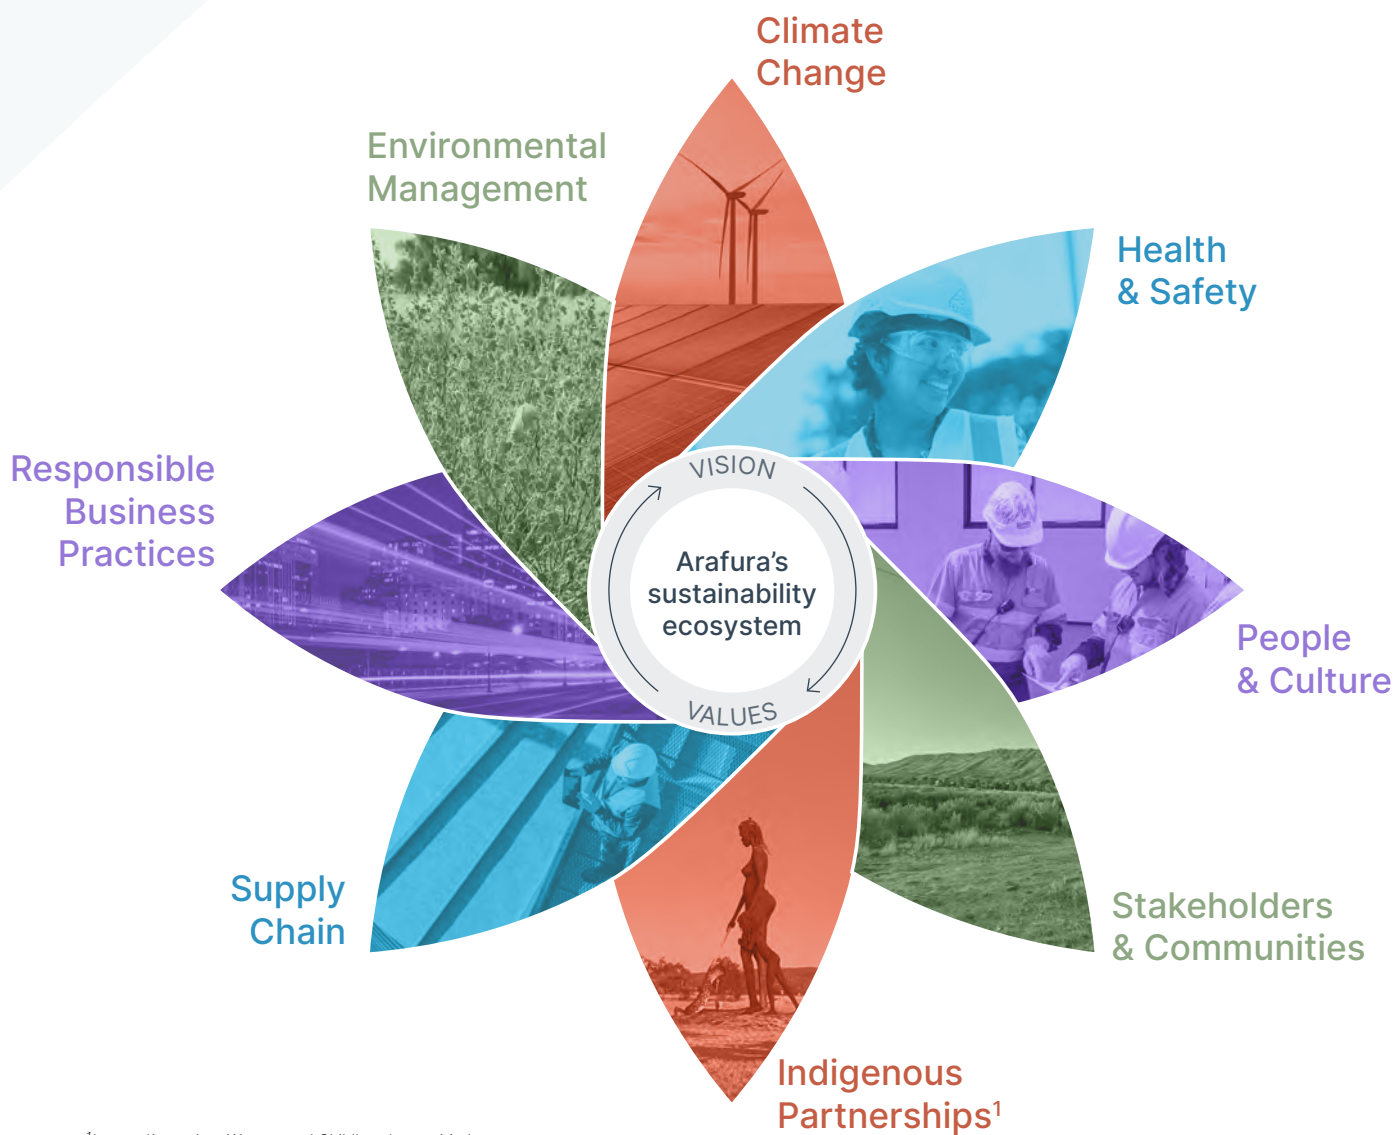 Climate
Change
Environmental
Management
Health
& Safety
Responsible
Business
Practices
VISION
Arafura's
sustainability
ecosystem
VALUES
People
& Culture
Supply
Chain
Stakeholders
& Communities
Indigenous
Partnerships¹